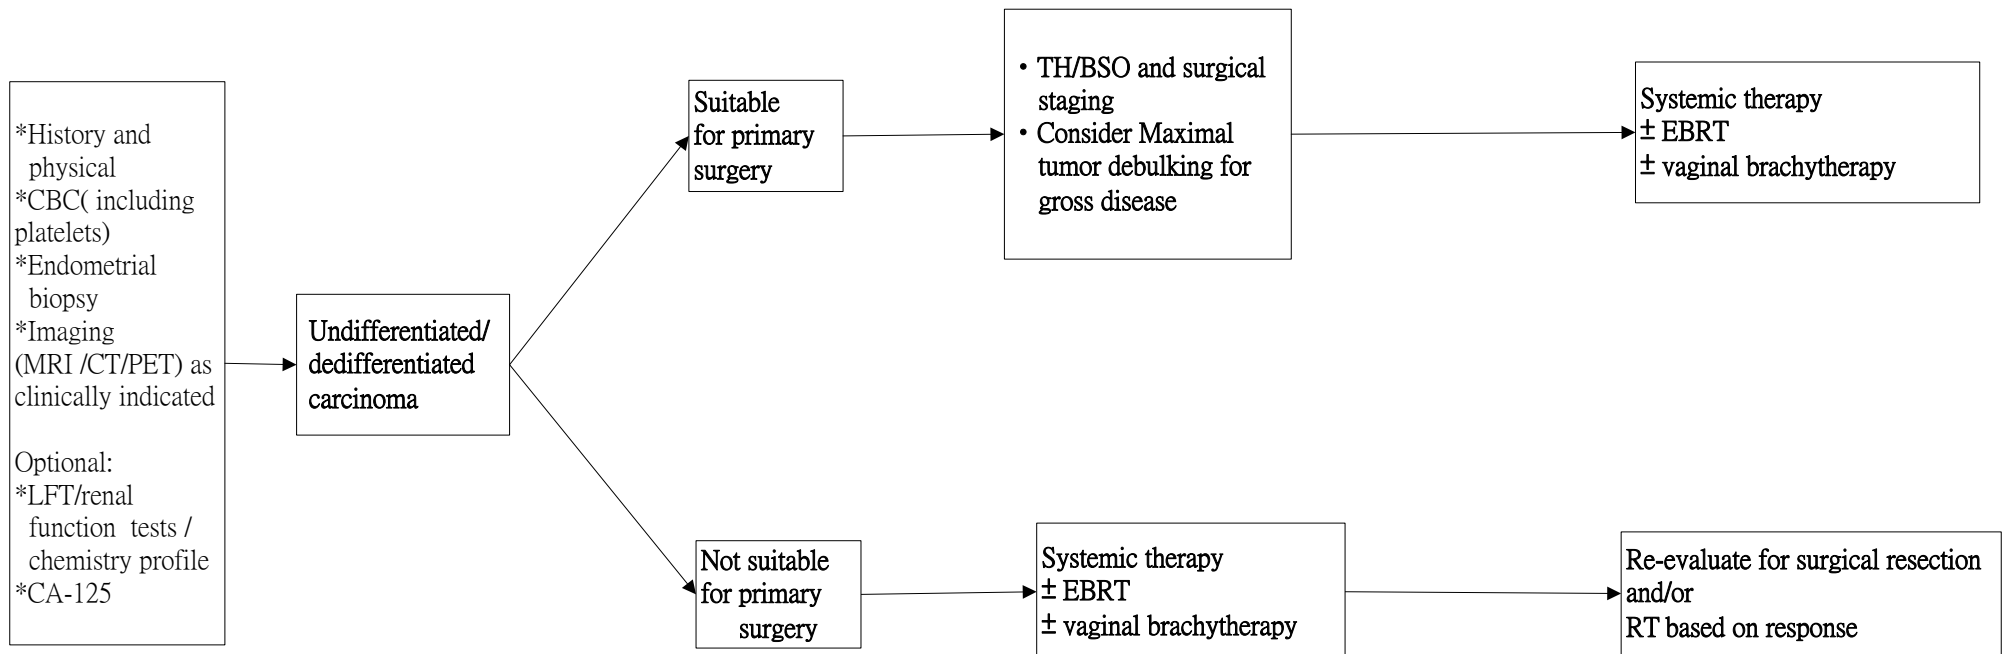 *History and
physical
*CBC( including
platelets)
*Endometrial
biopsy
*Imaging
(MRI /CT/PET) as
clinically indicated
Optional:
*LFT/renal
function tests /
chemistry profile
*CA-125
Undifferentiated/
dedifferentiated
carcinoma
Suitable
for primary
surgery
• TH/BSO and surgical
staging
• Consider Maximal
tumor debulking for
gross disease
Systemic therapy
± EBRT
± vaginal brachytherapy
Not suitable
for primary
surgery
Systemic therapy
± EBRT
± vaginal brachytherapy
Re-evaluate for surgical resection
and/or
RT based on response